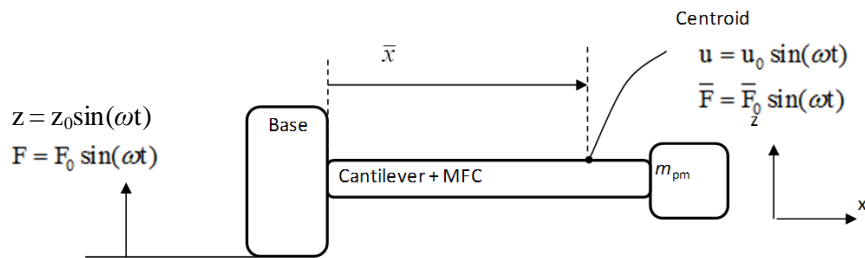 Centroid
x̄
u = u₀ sin(ωt)
z = z₀sin(ωt)
F̄ = F̄₀ sin(ωt)
Base
z
F = F₀ sin(ωt)
Cantilever + MFC
mpm
x